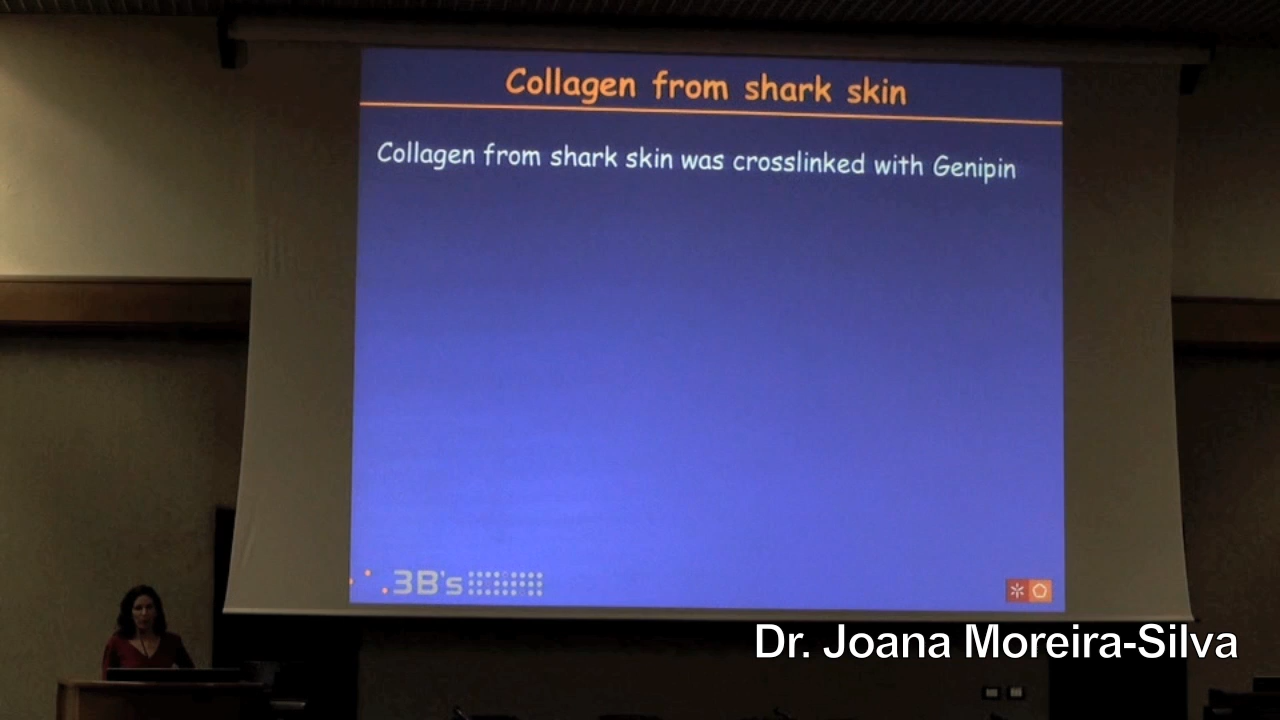 Collagen from shark skin
Collagen from shark skin was crosslinked with Genipin
3B's
Dr. Joana Moreira-Silva